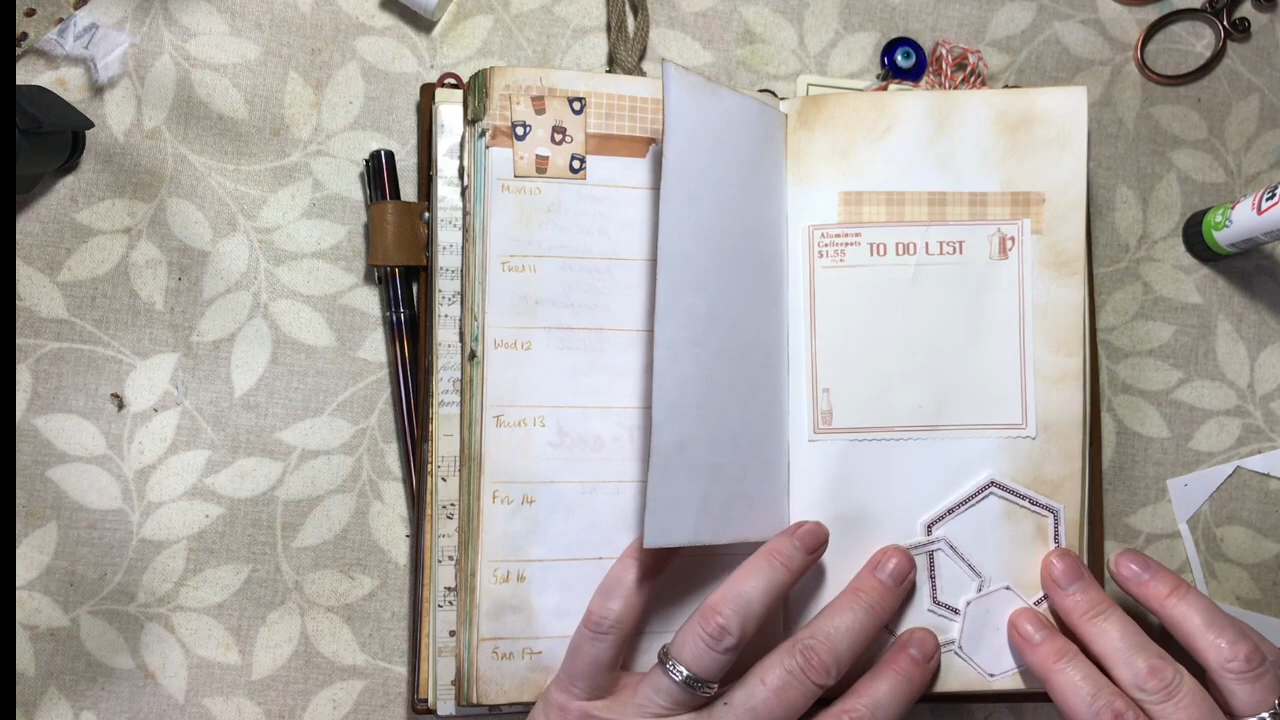 Mon 10
Tues 11
Wed 12
Thurs 13
Fri 14
Sat 16
Sun 17
Aluminum
Coffeepots
$1.55
TO DO LIST